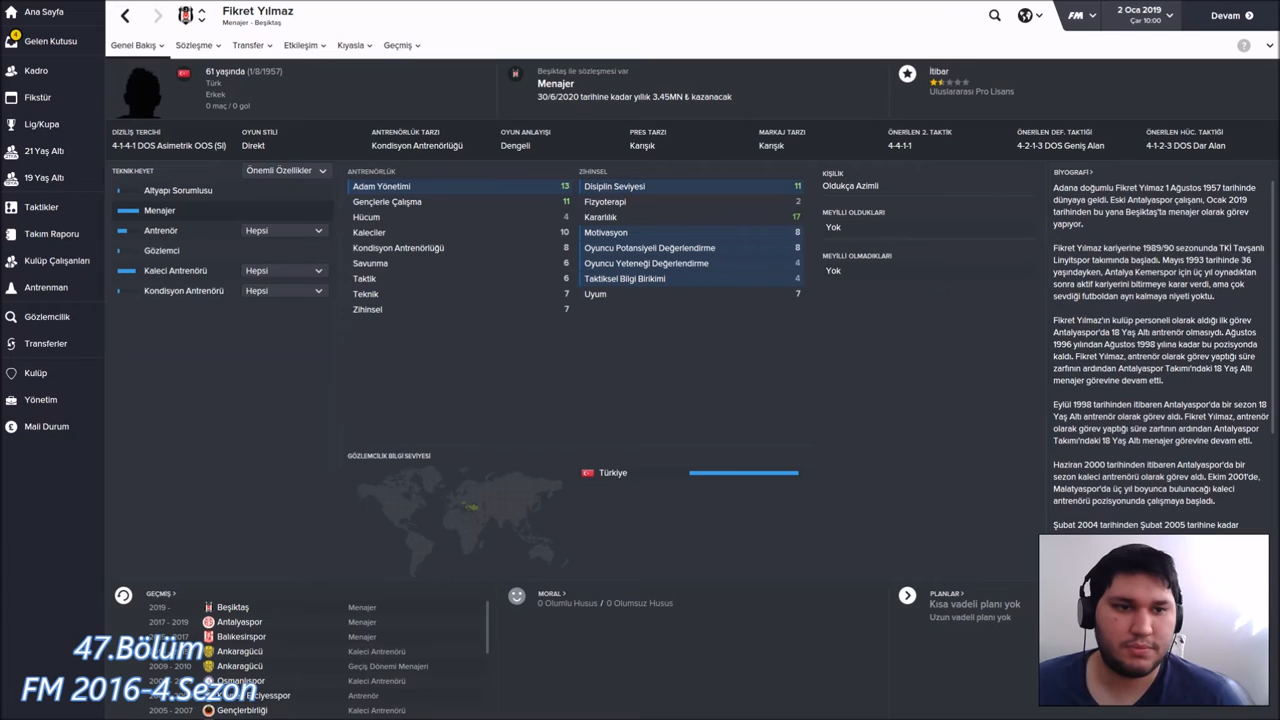 Ana Sayfa
4
Gelen Kutusu
Kadro
Fikstür
Lig/Kupa
21 Yaş Altı
19 Yaş Altı
Taktikler
Takım Raporu
Kulüp Çalışanları
Antrenman
Gözlemcilik
Transferler
Kulüp
Yönetim
Mali Durum
Fikret Yılmaz
Menajer - Beşiktaş
FM
2 Oca 2019
Çar 10:00
Devam
Genel Bakış
Sözleşme
Transfer
Etkileşim
Kıyasla
Geçmiş
61 yaşında (1/8/1957)
Türk
Erkek
0 maç / 0 gol
Beşiktaş ile sözleşmesi var
Menajer
30/6/2020 tarihine kadar yıllık 3.45MN ₺ kazanacak
İtibar
Uluslararası Pro Lisans
DİZİLİŞ TERCİHİ
4-1-4-1 DOS Asimetrik OOS (Sl)
OYUN STİLİ
Direkt
ANTRENÖRLÜK TARZI
Kondisyon Antrenörlüğü
OYUN ANLAYIŞI
Dengeli
PRES TARZI
Karışık
MARKAJ TARZI
Karışık
ÖNERİLEN 2. TAKTİK
4-4-1-1
ÖNERİLEN DEF. TAKTİĞİ
4-2-1-3 DOS Geniş Alan
ÖNERİLEN HÜC. TAKTİĞİ
4-1-2-3 DOS Dar Alan
TEKNİK HEYET
Önemli Özellikler
Altyapı Sorumlusu
Menajer
Antrenör Hepsi
Gözlemci
Kaleci Antrenörü Hepsi
Kondisyon Antrenörü Hepsi
ANTRENÖRLÜK
Adam Yönetimi 13
Gençlerle Çalışma 11
Hücum 4
Kaleciler 10
Kondisyon Antrenörlüğü 8
Savunma 6
Taktik 6
Teknik 7
Zihinsel 7
ZİHİNSEL
Disiplin Seviyesi 11
Fizyoterapi 2
Kararlılık 17
Motivasyon 8
Oyuncu Potansiyeli Değerlendirme 8
Oyuncu Yeteneği Değerlendirme 4
Taktiksel Bilgi Birikimi 4
Uyum 7
KİŞİLİK
Oldukça Azimli
MEYİLLİ OLDUKLARI
Yok
MEYİLLİ OLMADIKLARI
Yok
BİYOGRAFİ
Adana doğumlu Fikret Yılmaz 1 Ağustos 1957 tarihinde
dünyaya geldi. Eski Antalyaspor çalışanı, Ocak 2019
tarihinden bu yana Beşiktaş'ta menajer olarak görev
yapıyor.
Fikret Yılmaz kariyerine 1989/90 sezonunda TKİ Tavşanlı
Linyitspor takımında başladı. Mayıs 1993 tarihinde 36
yaşındayken, Antalya Kemerspor için üç yıl oynadıktan
sonra aktif kariyerini bitirmeye karar verdi, ama çok
sevdiği futboldan ayrı kalmaya niyeti yoktu.
Fikret Yılmaz'ın kulüp personeli olarak aldığı ilk görev
Antalyaspor'da 18 Yaş Altı antrenör olmasıydı. Ağustos
1996 yılından Ağustos 1998 yılına kadar bu pozisyonda
kaldı. Fikret Yılmaz, antrenör olarak görev yaptığı süre
zarfının ardından Antalyaspor Takımı'ndaki 18 Yaş Altı
menajer görevine devam etti.
Eylül 1998 tarihinden itibaren Antalyaspor'da bir sezon 18
Yaş Altı antrenör olarak görev aldı. Fikret Yılmaz, antrenör
olarak görev yaptığı süre zarfının ardından Antalyaspor
Takımı'ndaki 18 Yaş Altı menajer görevine devam etti.
Haziran 2000 tarihinden itibaren Antalyaspor'da bir
sezon kaleci antrenörü olarak görev aldı. Ekim 2001'de,
Malatyaspor'da üç yıl boyunca bulunacağı kaleci
antrenörü pozisyonunda çalışmaya başladı.
Şubat 2004 tarihinden Şubat 2005 tarihine kadar
GÖZLEMCİLİK BİLGİ SEVİYESİ
Türkiye
GEÇMİŞ
2019 - Beşiktaş Menajer
2017 - 2019 Antalyaspor Menajer
2017 Balıkesirspor Menajer
Ankaragücü Kaleci Antrenörü
2009 - 2010 Ankaragücü Geçiş Dönemi Menajeri
Osmanlıspor Kaleci Antrenörü
Erciyesspor Antrenör
2005 - 2007 Gençlerbirliği Kaleci Antrenörü
MORAL
0 Olumlu Husus / 0 Olumsuz Husus
PLANLAR
Kısa vadeli planı yok
Uzun vadeli planı yok
47.Bölüm
FM 2016-4.Sezon